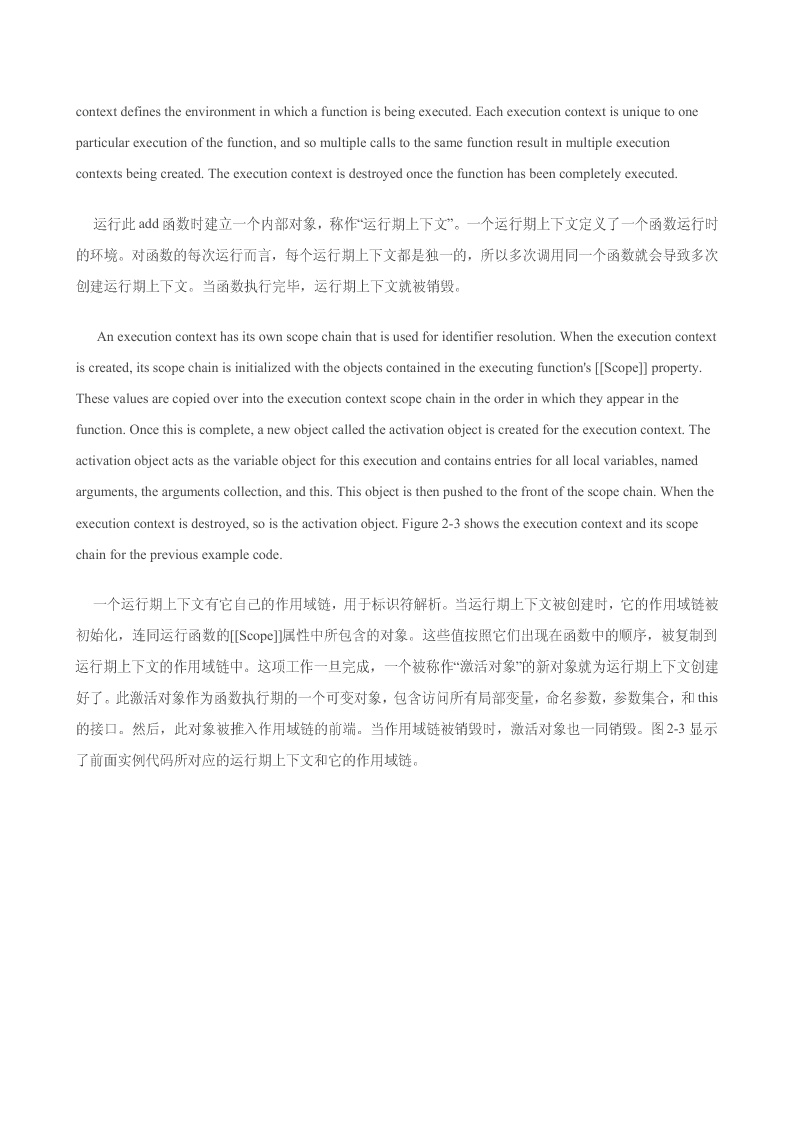 context defines the environment in which a function is being executed. Each execution context is unique to one
particular execution of the function, and so multiple calls to the same function result in multiple execution
contexts being created. The execution context is destroyed once the function has been completely executed.
运行此 add 函数时建立一个内部对象，称作“运行期上下文”。一个运行期上下文定义了一个函数运行时
的环境。对函数的每次运行而言，每个运行期上下文都是独一的，所以多次调用同一个函数就会导致多次
创建运行期上下文。当函数执行完毕，运行期上下文就被销毁。
An execution context has its own scope chain that is used for identifier resolution. When the execution context
is created, its scope chain is initialized with the objects contained in the executing function's [[Scope]] property.
These values are copied over into the execution context scope chain in the order in which they appear in the
function. Once this is complete, a new object called the activation object is created for the execution context. The
activation object acts as the variable object for this execution and contains entries for all local variables, named
arguments, the arguments collection, and this. This object is then pushed to the front of the scope chain. When the
execution context is destroyed, so is the activation object. Figure 2-3 shows the execution context and its scope
chain for the previous example code.
一个运行期上下文有它自己的作用域链，用于标识符解析。当运行期上下文被创建时，它的作用域链被
初始化，连同运行函数的[[Scope]]属性中所包含的对象。这些值按照它们出现在函数中的顺序，被复制到
运行期上下文的作用域链中。这项工作一旦完成，一个被称作“激活对象”的新对象就为运行期上下文创建
好了。此激活对象作为函数执行期的一个可变对象，包含访问所有局部变量，命名参数，参数集合，和 this
的接口。然后，此对象被推入作用域链的前端。当作用域链被销毁时，激活对象也一同销毁。图 2-3 显示
了前面实例代码所对应的运行期上下文和它的作用域链。